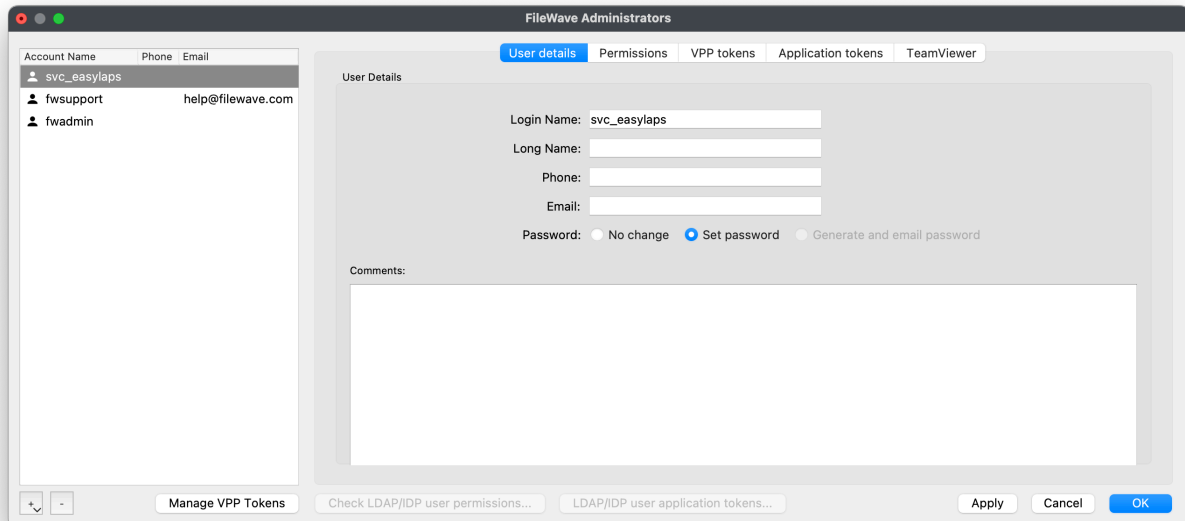 FileWave Administrators
Account Name Phone Email
svc_easylaps
fwsupport help@filewave.com
fwadmin
User details Permissions VPP tokens Application tokens TeamViewer
User Details
Login Name: svc_easylaps
Long Name:
Phone:
Email:
Password: No change Set password Generate and email password
Comments:
+ - Manage VPP Tokens Check LDAP/IDP user permissions... LDAP/IDP user application tokens... Apply Cancel OK